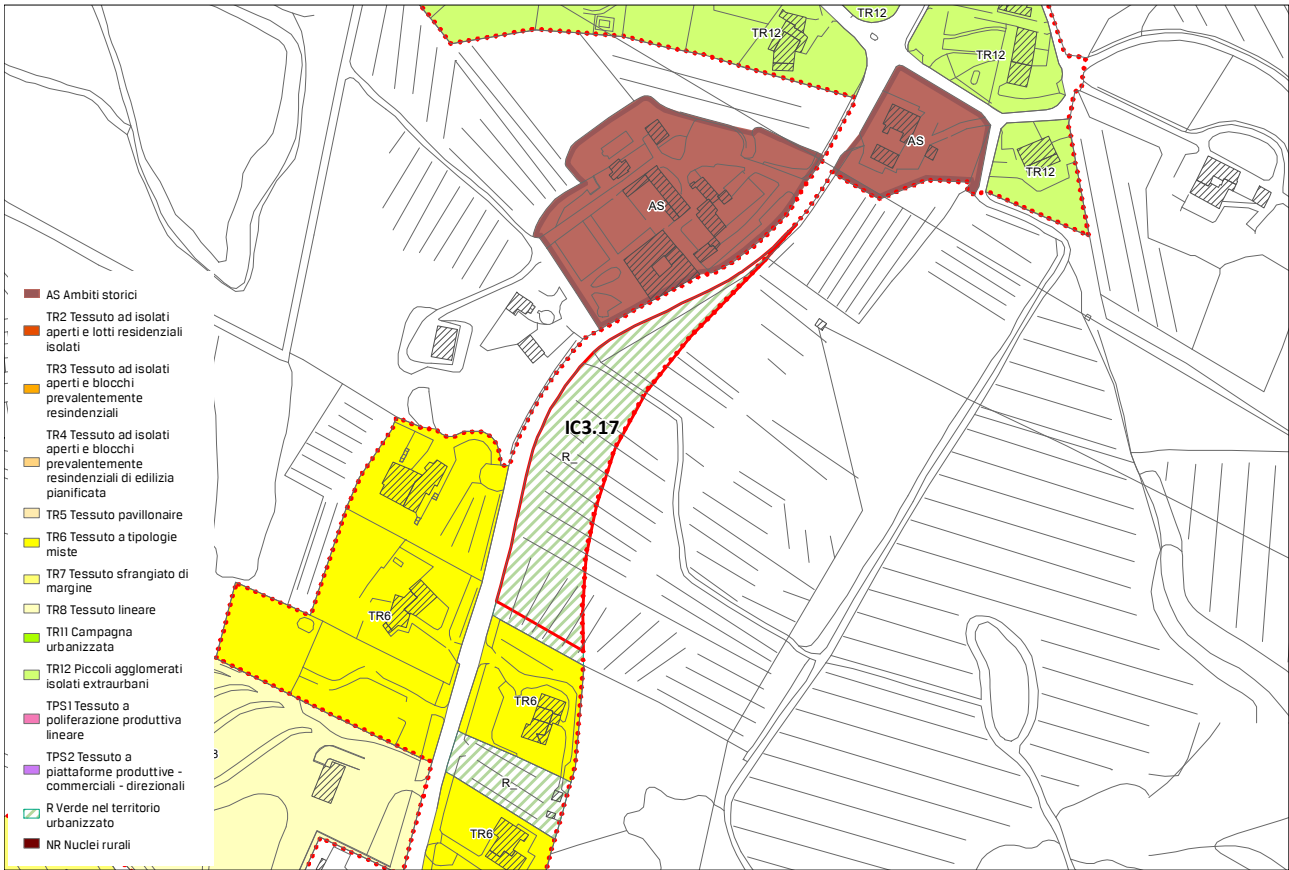 TR12
TR12
TR12
AS
AS
TR12
IC3.17
R_
TR6
TR6
R_
TR6
AS Ambiti storici
TR2 Tessuto ad isolati
aperti e lotti residenziali
isolati
TR3 Tessuto ad isolati
aperti e blocchi
prevalentemente
resindenziali
TR4 Tessuto ad isolati
aperti e blocchi
prevalentemente
residenziali di edilizia
pianificata
TR5 Tessuto pavillonaire
TR6 Tessuto a tipologie
miste
TR7 Tessuto sfrangiato di
margine
TR8 Tessuto lineare
TR11 Campagna
urbanizzata
TR12 Piccoli agglomerati
isolati extraurbani
TPS1 Tessuto a
poliferazione produttiva
lineare
TPS2 Tessuto a
piattaforme produttive -
commerciali - direzionali
R Verde nel territorio
urbanizzato
NR Nuclei rurali